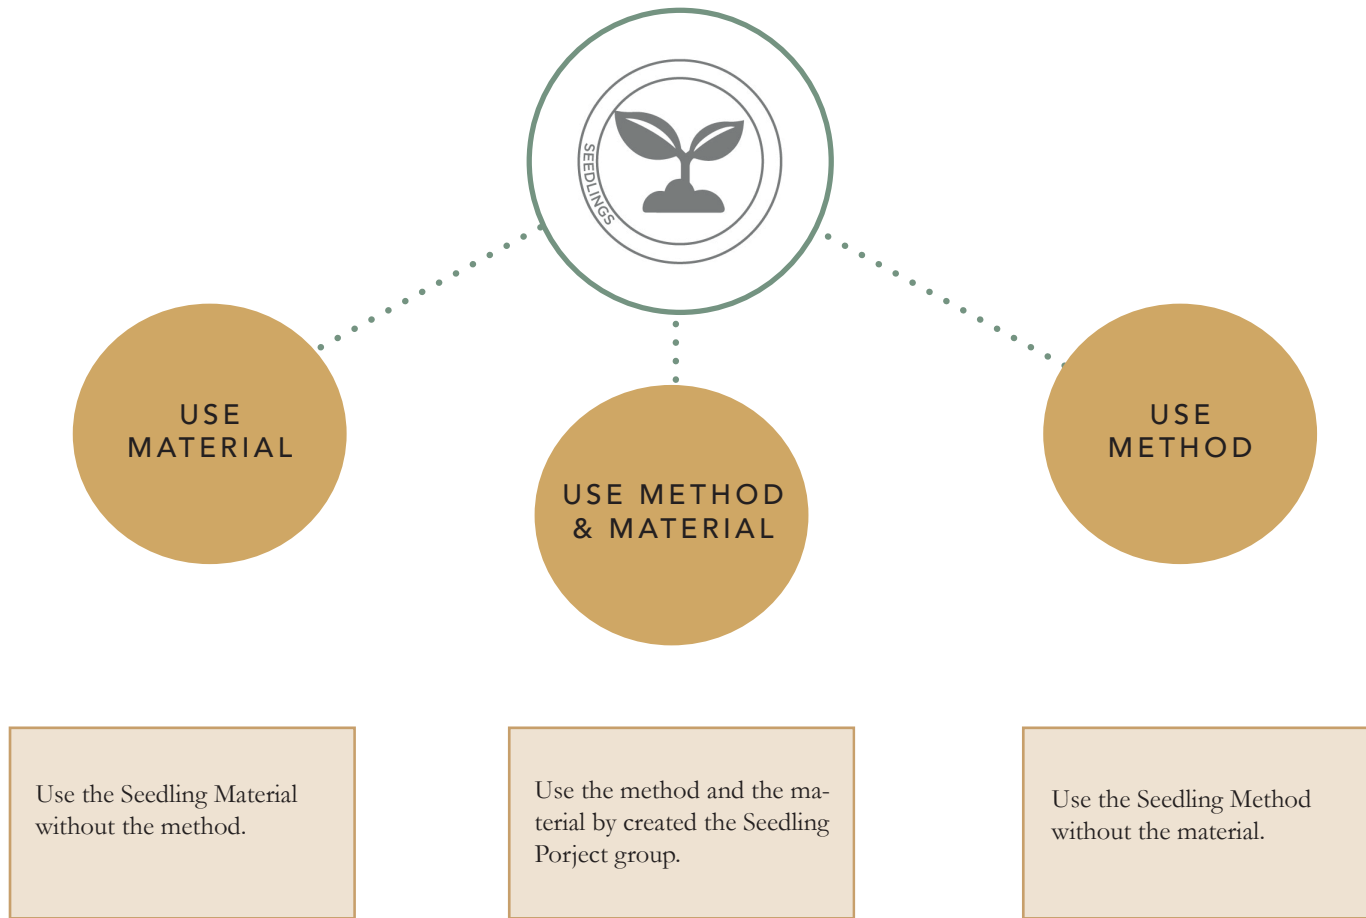 SEEDLINGS
USE
MATERIAL
USE METHOD
& MATERIAL
USE
METHOD
Use the Seedling Material
without the method.
Use the method and the ma-
terial by created the Seedling
Porject group.
Use the Seedling Method
without the material.